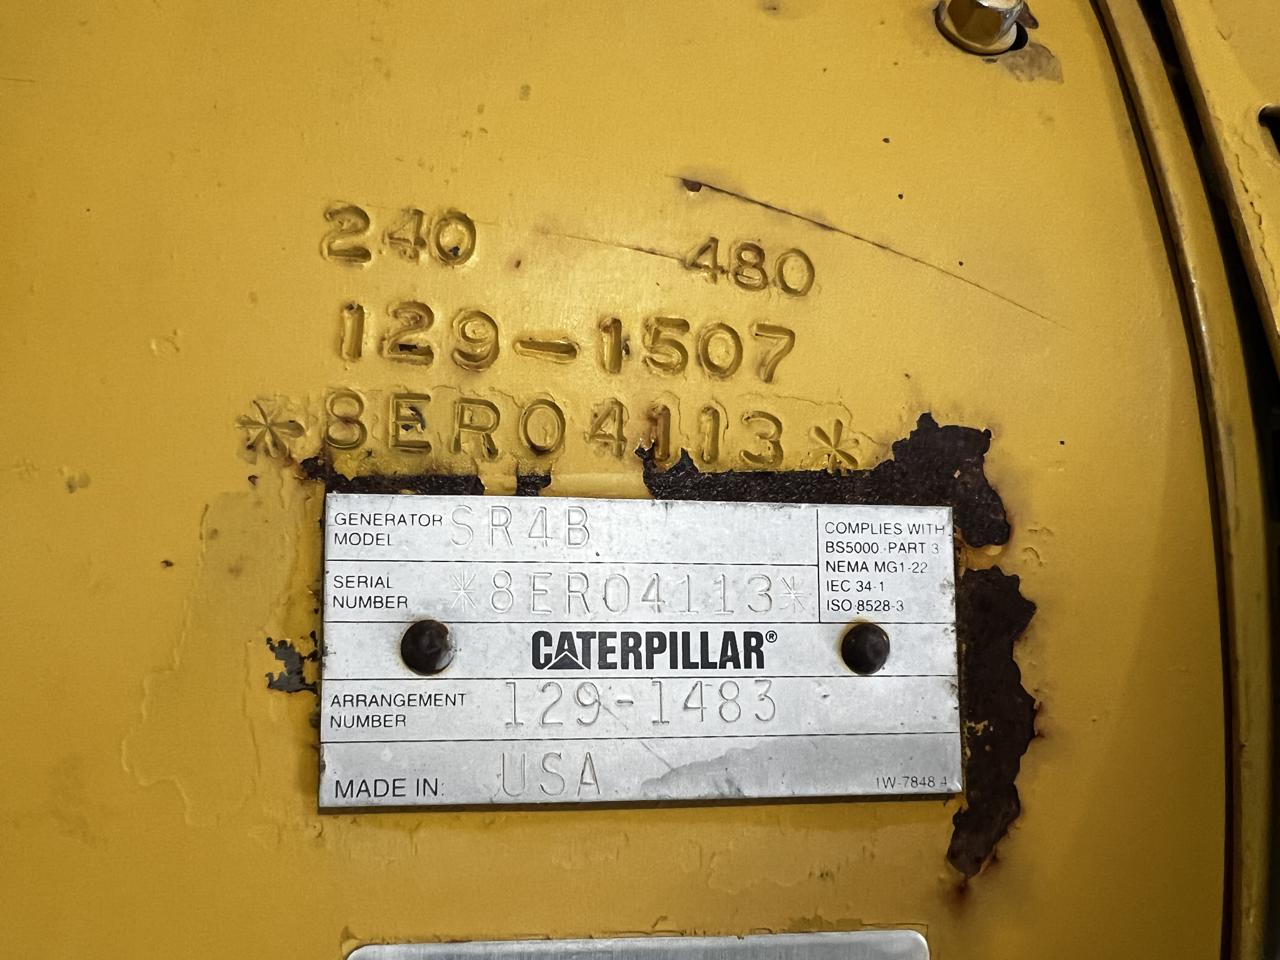 240 480
129-1507
*8ER04113*
GENERATOR MODEL SR4B
SERIAL NUMBER *8ER04113*
COMPLIES WITH
BS5000 PART 3
NEMA MG1-22
IEC 34-1
ISO 8528-3
CATERPILLAR®
ARRANGEMENT NUMBER 129-1483
MADE IN: USA
1W-7848 4